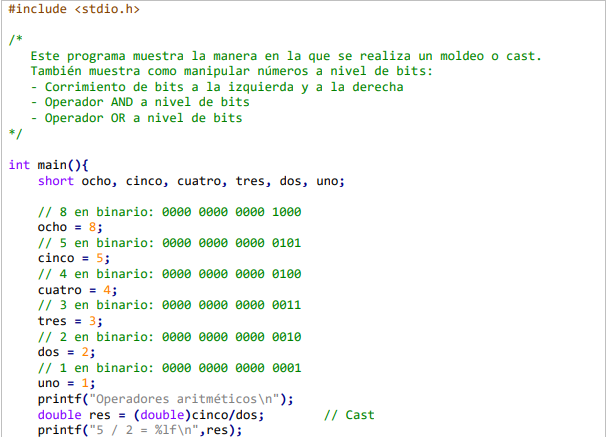 #include <stdio.h>
/*
Este programa muestra la manera en la que se realiza un moldeo o cast.
También muestra como manipular números a nivel de bits:
- Corrimiento de bits a la izquierda y a la derecha
- Operador AND a nivel de bits
- Operador OR a nivel de bits
*/
int main(){
short ocho, cinco, cuatro, tres, dos, uno;
// 8 en binario: 0000 0000 0000 1000
ocho = 8;
// 5 en binario: 0000 0000 0000 0101
cinco = 5;
// 4 en binario: 0000 0000 0000 0100
cuatro = 4;
// 3 en binario: 0000 0000 0000 0011
tres = 3;
// 2 en binario: 0000 0000 0000 0010
dos = 2;
// 1 en binario: 0000 0000 0000 0001
uno = 1;
printf("Operadores aritméticos\n");
double res = (double)cinco/dos; // Cast
printf("5 / 2 = %lf\n",res);